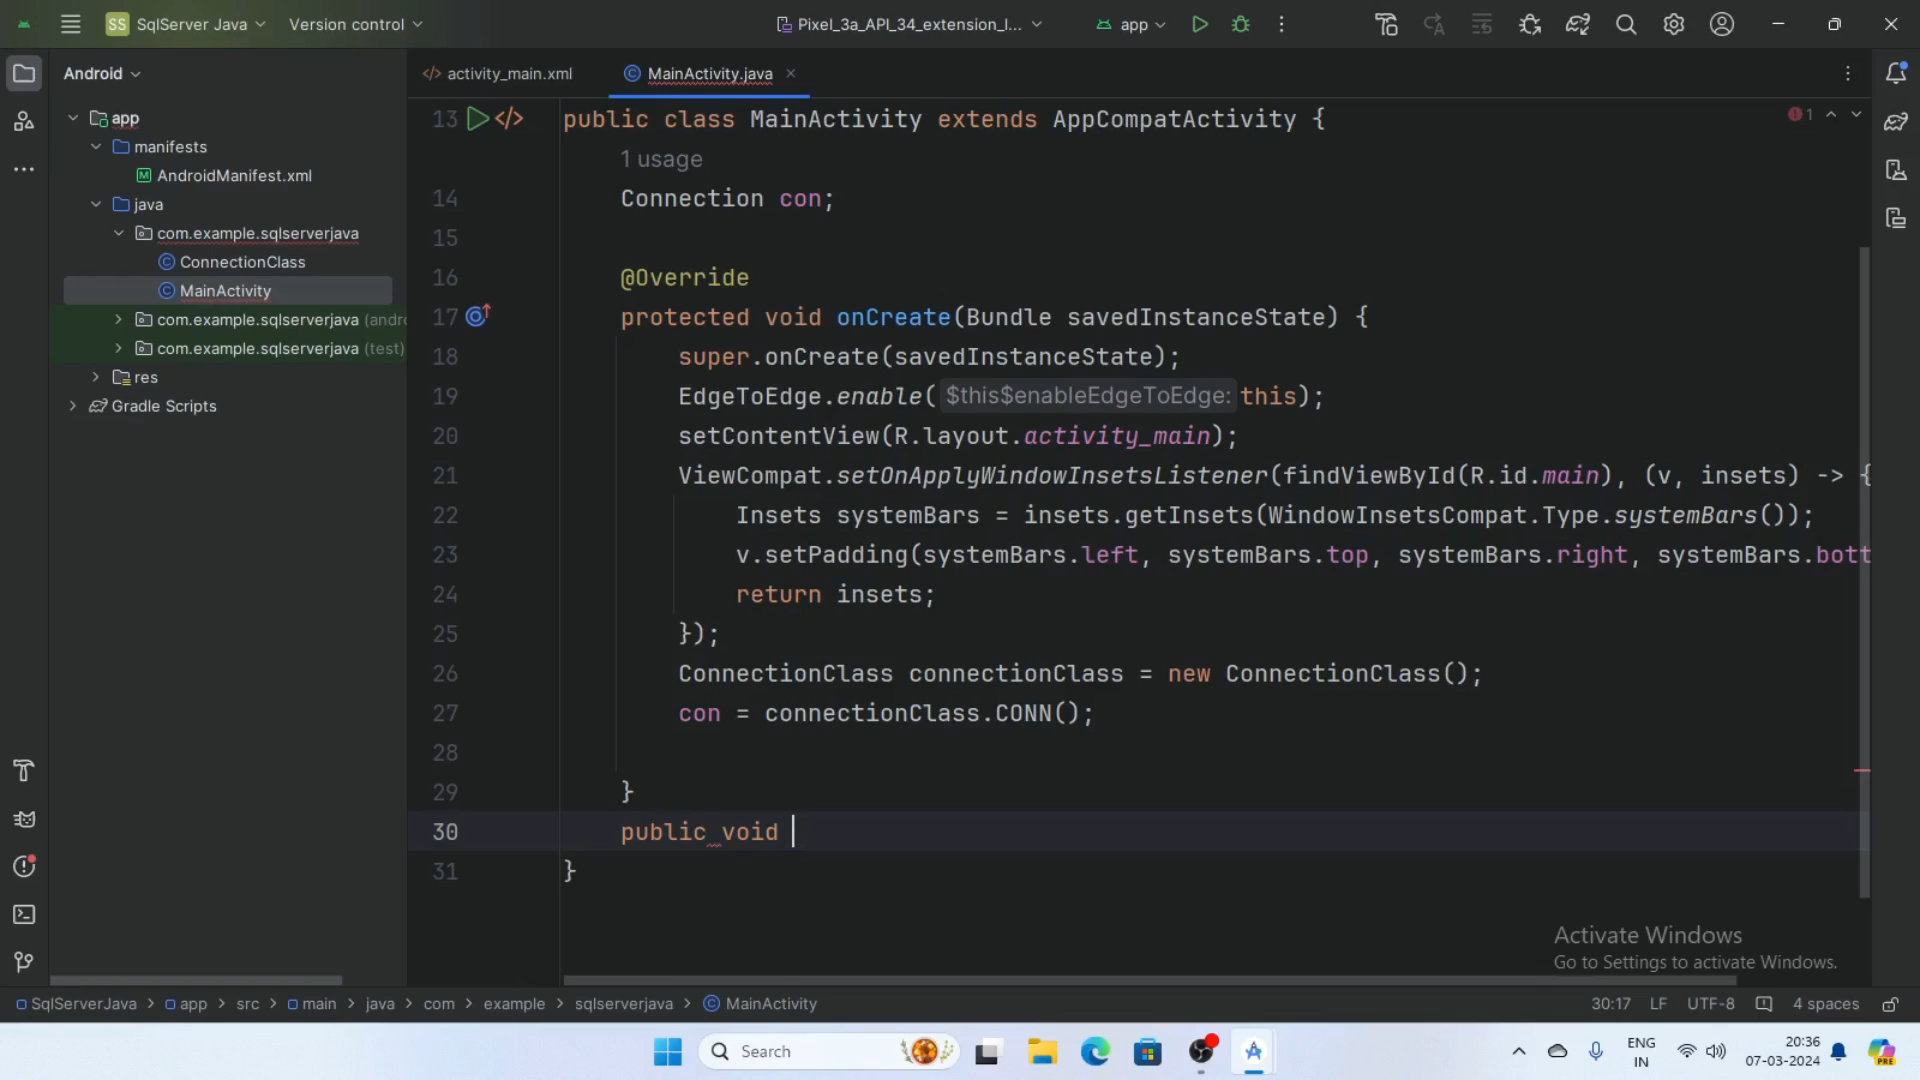 SS SqlServer Java Version control Pixel_3a_API_34_extension_l... app
Android
activity_main.xml MainActivity.java
app
manifests
AndroidManifest.xml
java
com.example.sqlserverjava
ConnectionClass
MainActivity
com.example.sqlserverjava (andro
com.example.sqlserverjava (test)
res
Gradle Scripts
13 public class MainActivity extends AppCompatActivity {
1 usage
14 Connection con;
15
16 @Override
17 protected void onCreate(Bundle savedInstanceState) {
18 super.onCreate(savedInstanceState);
19 EdgeToEdge.enable( $this$enableEdgeToEdge: this);
20 setContentView(R.layout.activity_main);
21 ViewCompat.setOnApplyWindowInsetsListener(findViewById(R.id.main), (v, insets) -> {
22 Insets systemBars = insets.getInsets(WindowInsetsCompat.Type.systemBars());
23 v.setPadding(systemBars.left, systemBars.top, systemBars.right, systemBars.bott
24 return insets;
25 });
26 ConnectionClass connectionClass = new ConnectionClass();
27 con = connectionClass.CONN();
28
29 }
30 public void
31 }
1
Activate Windows
Go to Settings to activate Windows.
SqlServerJava > app > src > main > java > com > example > sqlserverjava > MainActivity 30:17 LF UTF-8 4 spaces
Search ENG 20:36
IN 07-03-2024 PRE